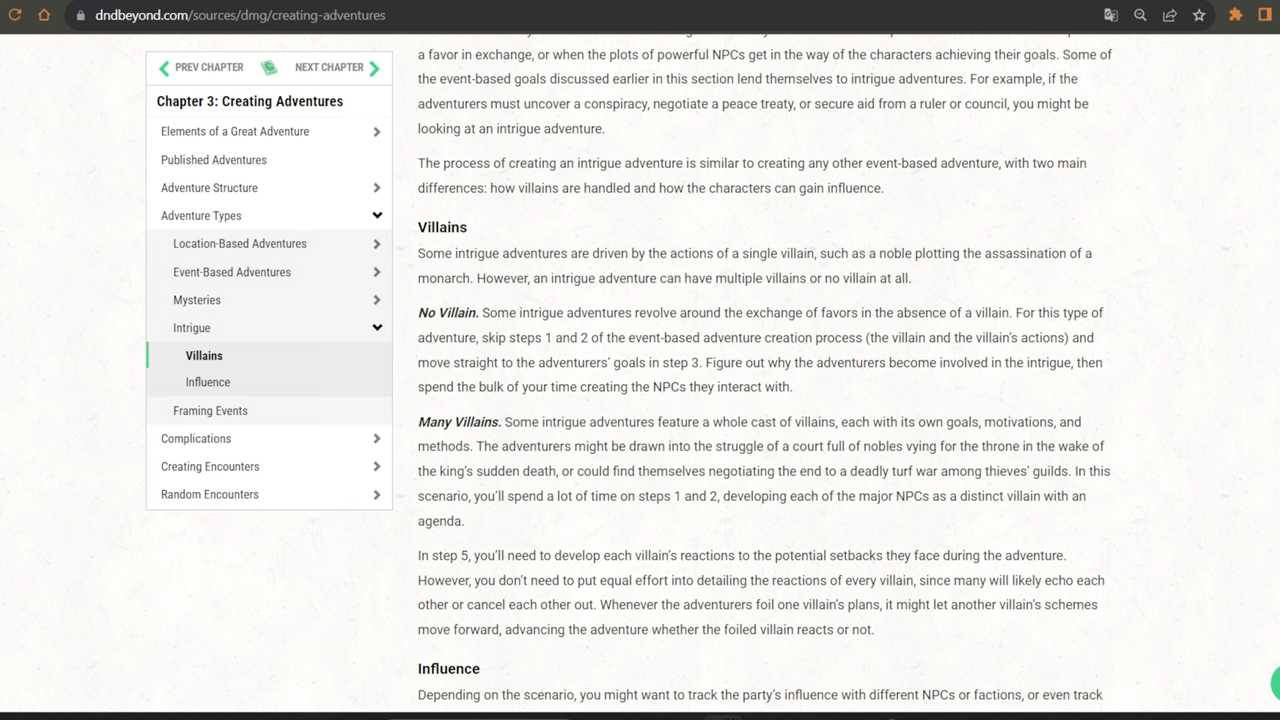 dndbeyond.com/sources/dmg/creating-adventures
PREV CHAPTER
NEXT CHAPTER
Chapter 3: Creating Adventures
Elements of a Great Adventure
Published Adventures
Adventure Structure
Adventure Types
Location-Based Adventures
Event-Based Adventures
Mysteries
Intrigue
Villains
Influence
Framing Events
Complications
Creating Encounters
Random Encounters
a favor in exchange, or when the plots of powerful NPCs get in the way of the characters achieving their goals. Some of
the event-based goals discussed earlier in this section lend themselves to intrigue adventures. For example, if the
adventurers must uncover a conspiracy, negotiate a peace treaty, or secure aid from a ruler or council, you might be
looking at an intrigue adventure.
The process of creating an intrigue adventure is similar to creating any other event-based adventure, with two main
differences: how villains are handled and how the characters can gain influence.
Villains
Some intrigue adventures are driven by the actions of a single villain, such as a noble plotting the assassination of a
monarch. However, an intrigue adventure can have multiple villains or no villain at all.
No Villain. Some intrigue adventures revolve around the exchange of favors in the absence of a villain. For this type of
adventure, skip steps 1 and 2 of the event-based adventure creation process (the villain and the villain's actions) and
move straight to the adventurers' goals in step 3. Figure out why the adventurers become involved in the intrigue, then
spend the bulk of your time creating the NPCs they interact with.
Many Villains. Some intrigue adventures feature a whole cast of villains, each with its own goals, motivations, and
methods. The adventurers might be drawn into the struggle of a court full of nobles vying for the throne in the wake of
the king's sudden death, or could find themselves negotiating the end to a deadly turf war among thieves' guilds. In this
scenario, you'll spend a lot of time on steps 1 and 2, developing each of the major NPCs as a distinct villain with an
agenda.
In step 5, you'll need to develop each villain's reactions to the potential setbacks they face during the adventure.
However, you don't need to put equal effort into detailing the reactions of every villain, since many will likely echo each
other or cancel each other out. Whenever the adventurers foil one villain's plans, it might let another villain's schemes
move forward, advancing the adventure whether the foiled villain reacts or not.
Influence
Depending on the scenario, you might want to track the party's influence with different NPCs or factions, or even track